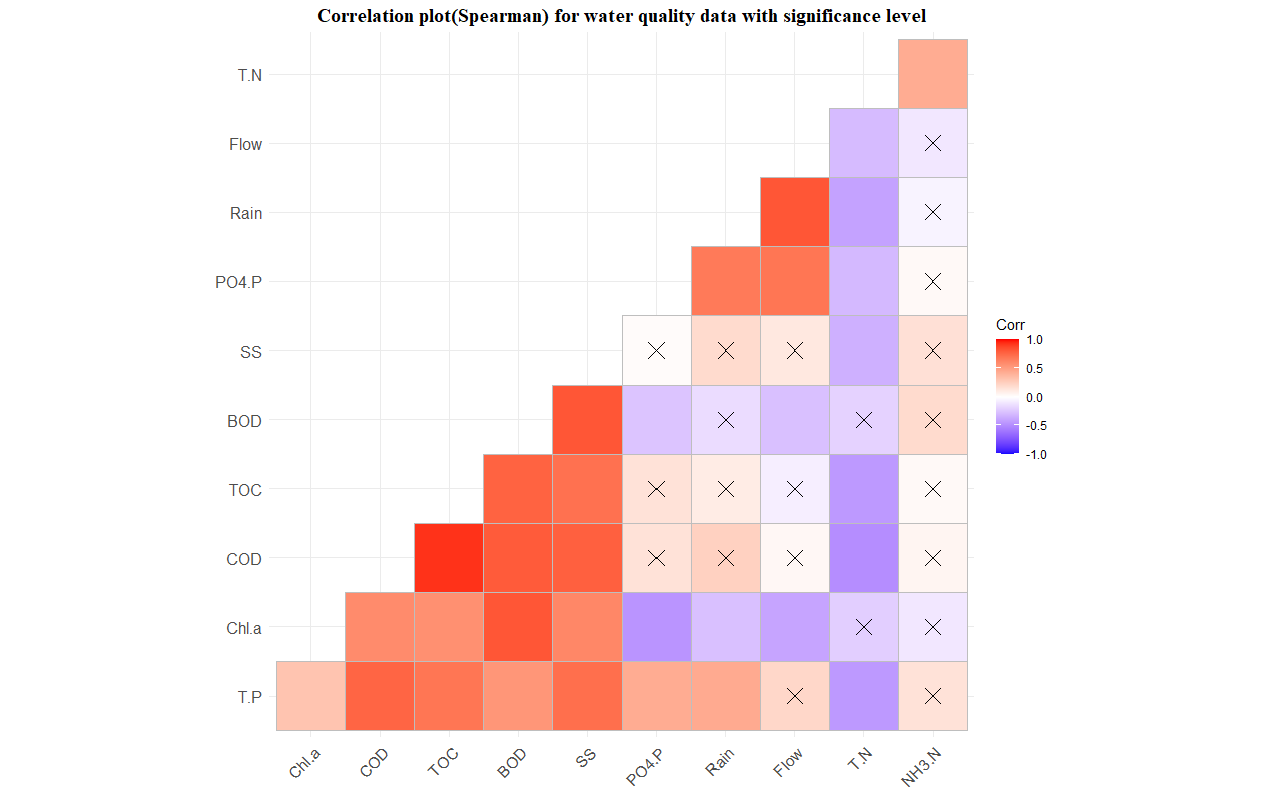 Correlation plot(Spearman) for water quality data with significance level
T.N
Flow
Rain
PO4.P
SS
BOD
TOC
COD
Chl.a
T.P
Chl.a
COD
TOC
BOD
SS
PO4.P
Rain
Flow
T.N
NH3.N
Corr
1.0
0.5
0.0
-0.5
-1.0